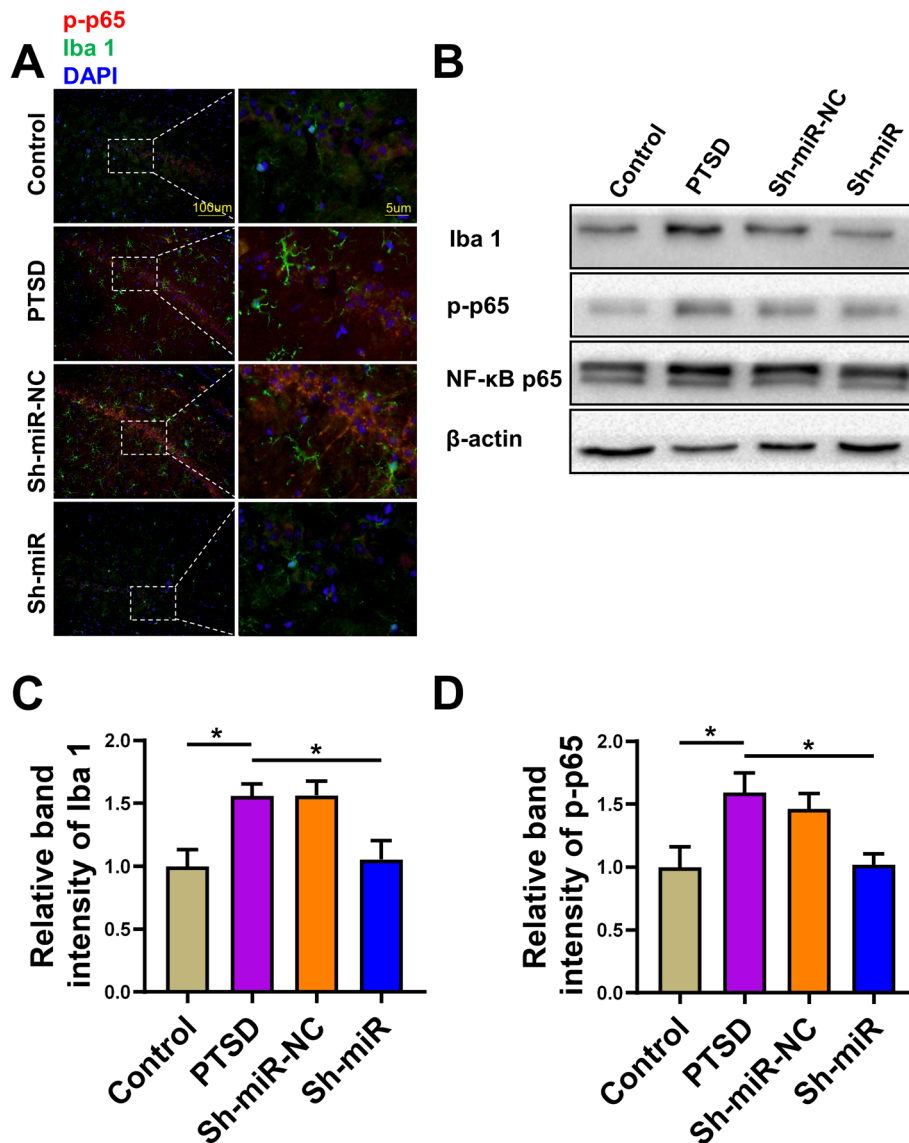 p-p65
Iba 1
DAPI
A
Control
100um
5um
PTSD
Sh-miR-NC
Sh-miR
B
Control
PTSD
Sh-miR-NC
Sh-miR
Iba 1
p-p65
NF-κB p65
β-actin
C
Relative band
intensity of Iba 1
2.0
1.5
1.0
0.5
0.0
*
*
Control
PTSD
Sh-miR-NC
Sh-miR
D
Relative band
intensity of p-p65
2.0
1.5
1.0
0.5
0.0
*
*
Control
PTSD
Sh-miR-NC
Sh-miR